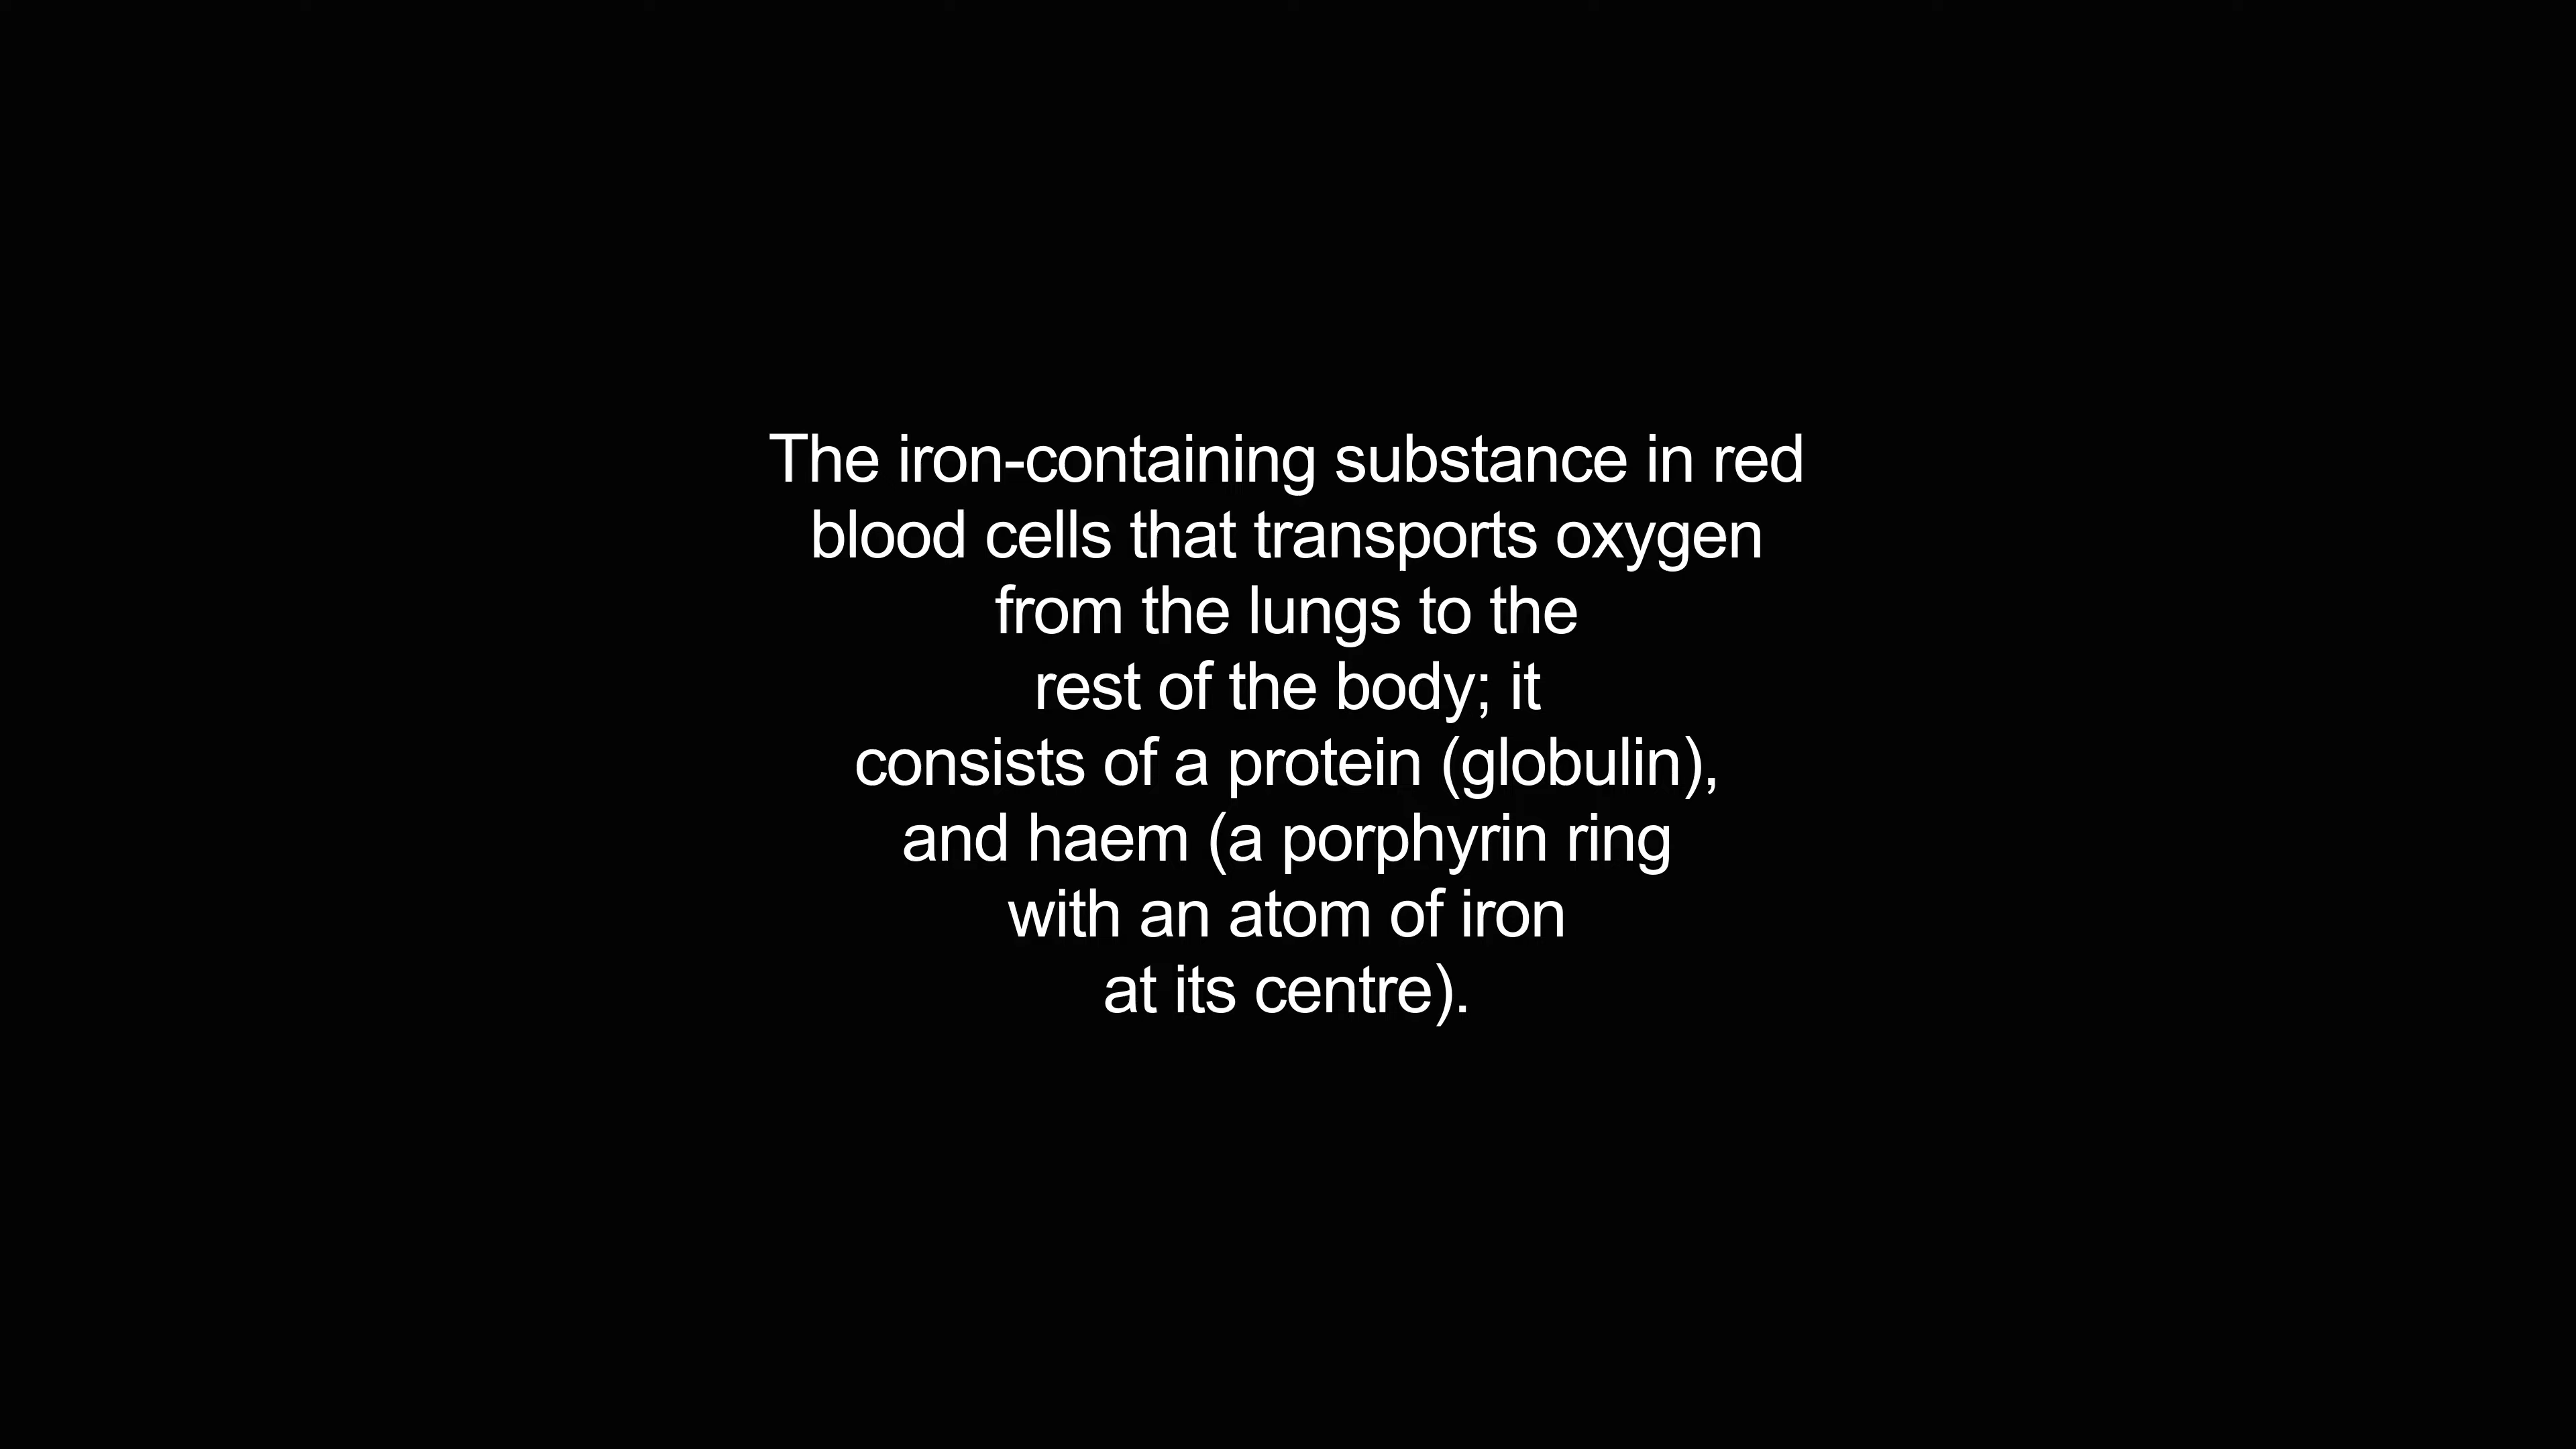 The iron-containing substance in red
blood cells that transports oxygen
from the lungs to the
rest of the body; it
consists of a protein (globulin),
and haem (a porphyrin ring
with an atom of iron
at its centre).